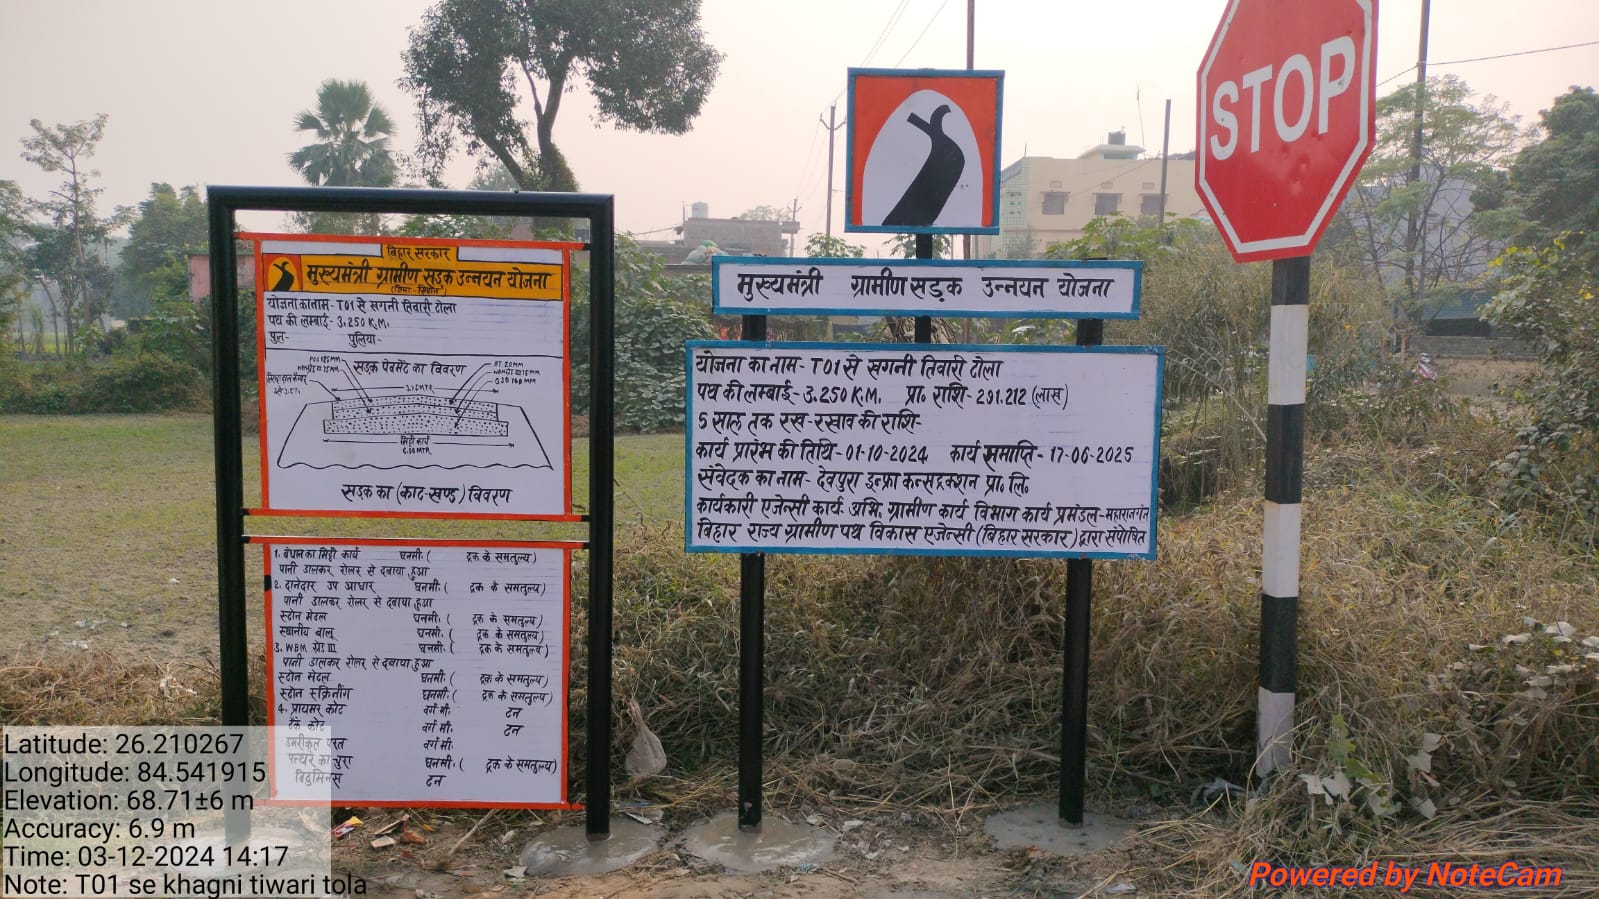 बिहार सरकार
मुख्यमंत्री ग्रामीण सड़क उन्नयन योजना
योजना का नाम- T01 से खगनी तिवारी टोला
पथ की लम्बाई- 3.250 K.M.
पुल- पुलिया-
सड़क पेवमेंट का विवरण
मिट्टी कार्य
सड़क का (काट-खण्ड) विवरण
1. बंधान का मिट्टी कार्य घनमी. ( ट्रक के समतुल्य)
पानी डालकर रोलर से दबाया हुआ
2. दानेदार उप आधार घनमी. ( ट्रक के समतुल्य)
पानी डालकर रोलर से दबाया हुआ
स्टोन मेटल घनमी. ( ट्रक के समतुल्य)
स्थानीय बालू घनमी. ( ट्रक के समतुल्य)
3. WBM ग्रेड III घनमी. ( ट्रक के समतुल्य)
पानी डालकर रोलर से दबाया हुआ
स्टोन मेटल घनमी. ( ट्रक के समतुल्य)
स्टोन स्क्रिनींग घनमी. ( ट्रक के समतुल्य)
4. प्रायमर कोट वर्ग मी. टन
टैक कोट वर्ग मी. टन
डमरीकृत परत वर्ग मी.
पत्थर का चुरा घनमी. ( ट्रक के समतुल्य)
बिटुमिनस टन
मुख्यमंत्री ग्रामीण सड़क उन्नयन योजना
योजना का नाम- T01 से खगनी तिवारी टोला
पथ की लम्बाई- 3.250 K.M. प्रा. राशि- 291.212 (लाख)
5 साल तक रख-रखाव की राशि-
कार्य प्रारंभ की तिथि- 01-10-2024 कार्य समाप्ति- 17-06-2025
संवेदक का नाम- देवपुरा इन्फ्रा कन्सट्रक्शन प्रा. लि.
कार्यकारी एजेन्सी कार्य. अभि. ग्रामीण कार्य विभाग कार्य प्रमंडल- महाराजगंज
बिहार राज्य ग्रामीण पथ विकास एजेन्सी (बिहार सरकार) द्वारा संपोषित
STOP
Latitude: 26.210267
Longitude: 84.541915
Elevation: 68.71±6 m
Accuracy: 6.9 m
Time: 03-12-2024 14:17
Note: T01 se khagni tiwari tola
Powered by NoteCam